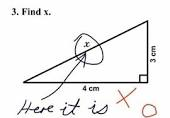 3. Find x.
x
3 cm
4 cm
Here it is X O